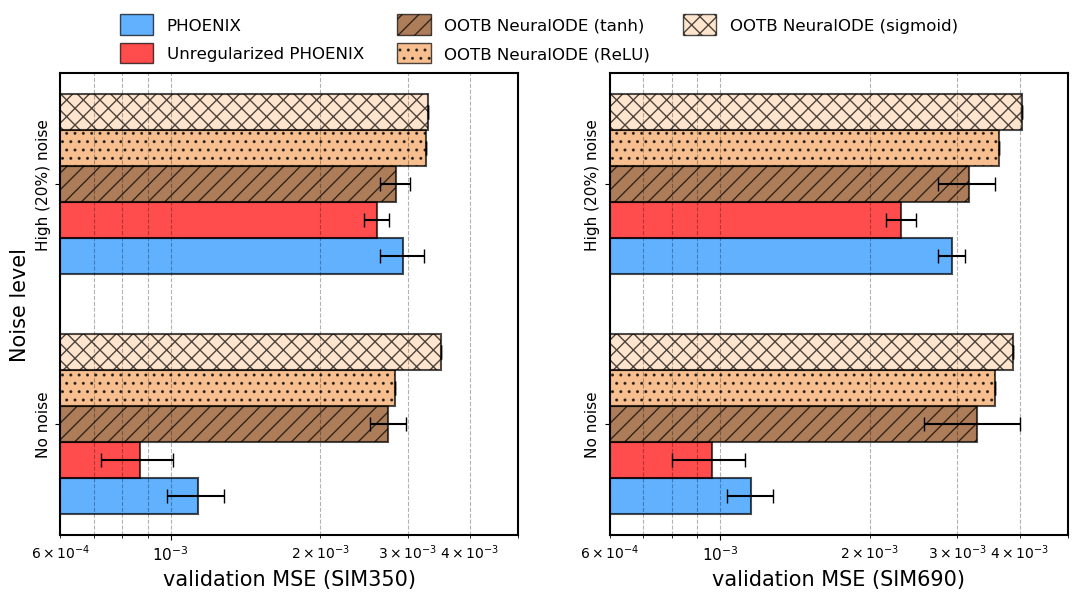 PHOENIX
Unregularized PHOENIX
OOTB NeuralODE (tanh)
OOTB NeuralODE (ReLU)
OOTB NeuralODE (sigmoid)
Noise level
High (20%) noise
No noise
6 × 10⁻⁴ 10⁻³ 2 × 10⁻³ 3 × 10⁻³ 4 × 10⁻³
validation MSE (SIM350)
High (20%) noise
No noise
6 × 10⁻⁴ 10⁻³ 2 × 10⁻³ 3 × 10⁻³ 4 × 10⁻³
validation MSE (SIM690)